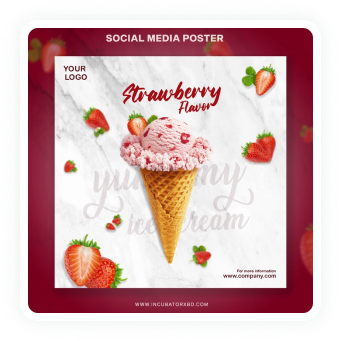 SOCIAL MEDIA POSTER
YOUR
LOGO
Strawberry
Flavor
yummy
ice cream
For more information
www.company.com
WWW.INCUBATORXBD.COM